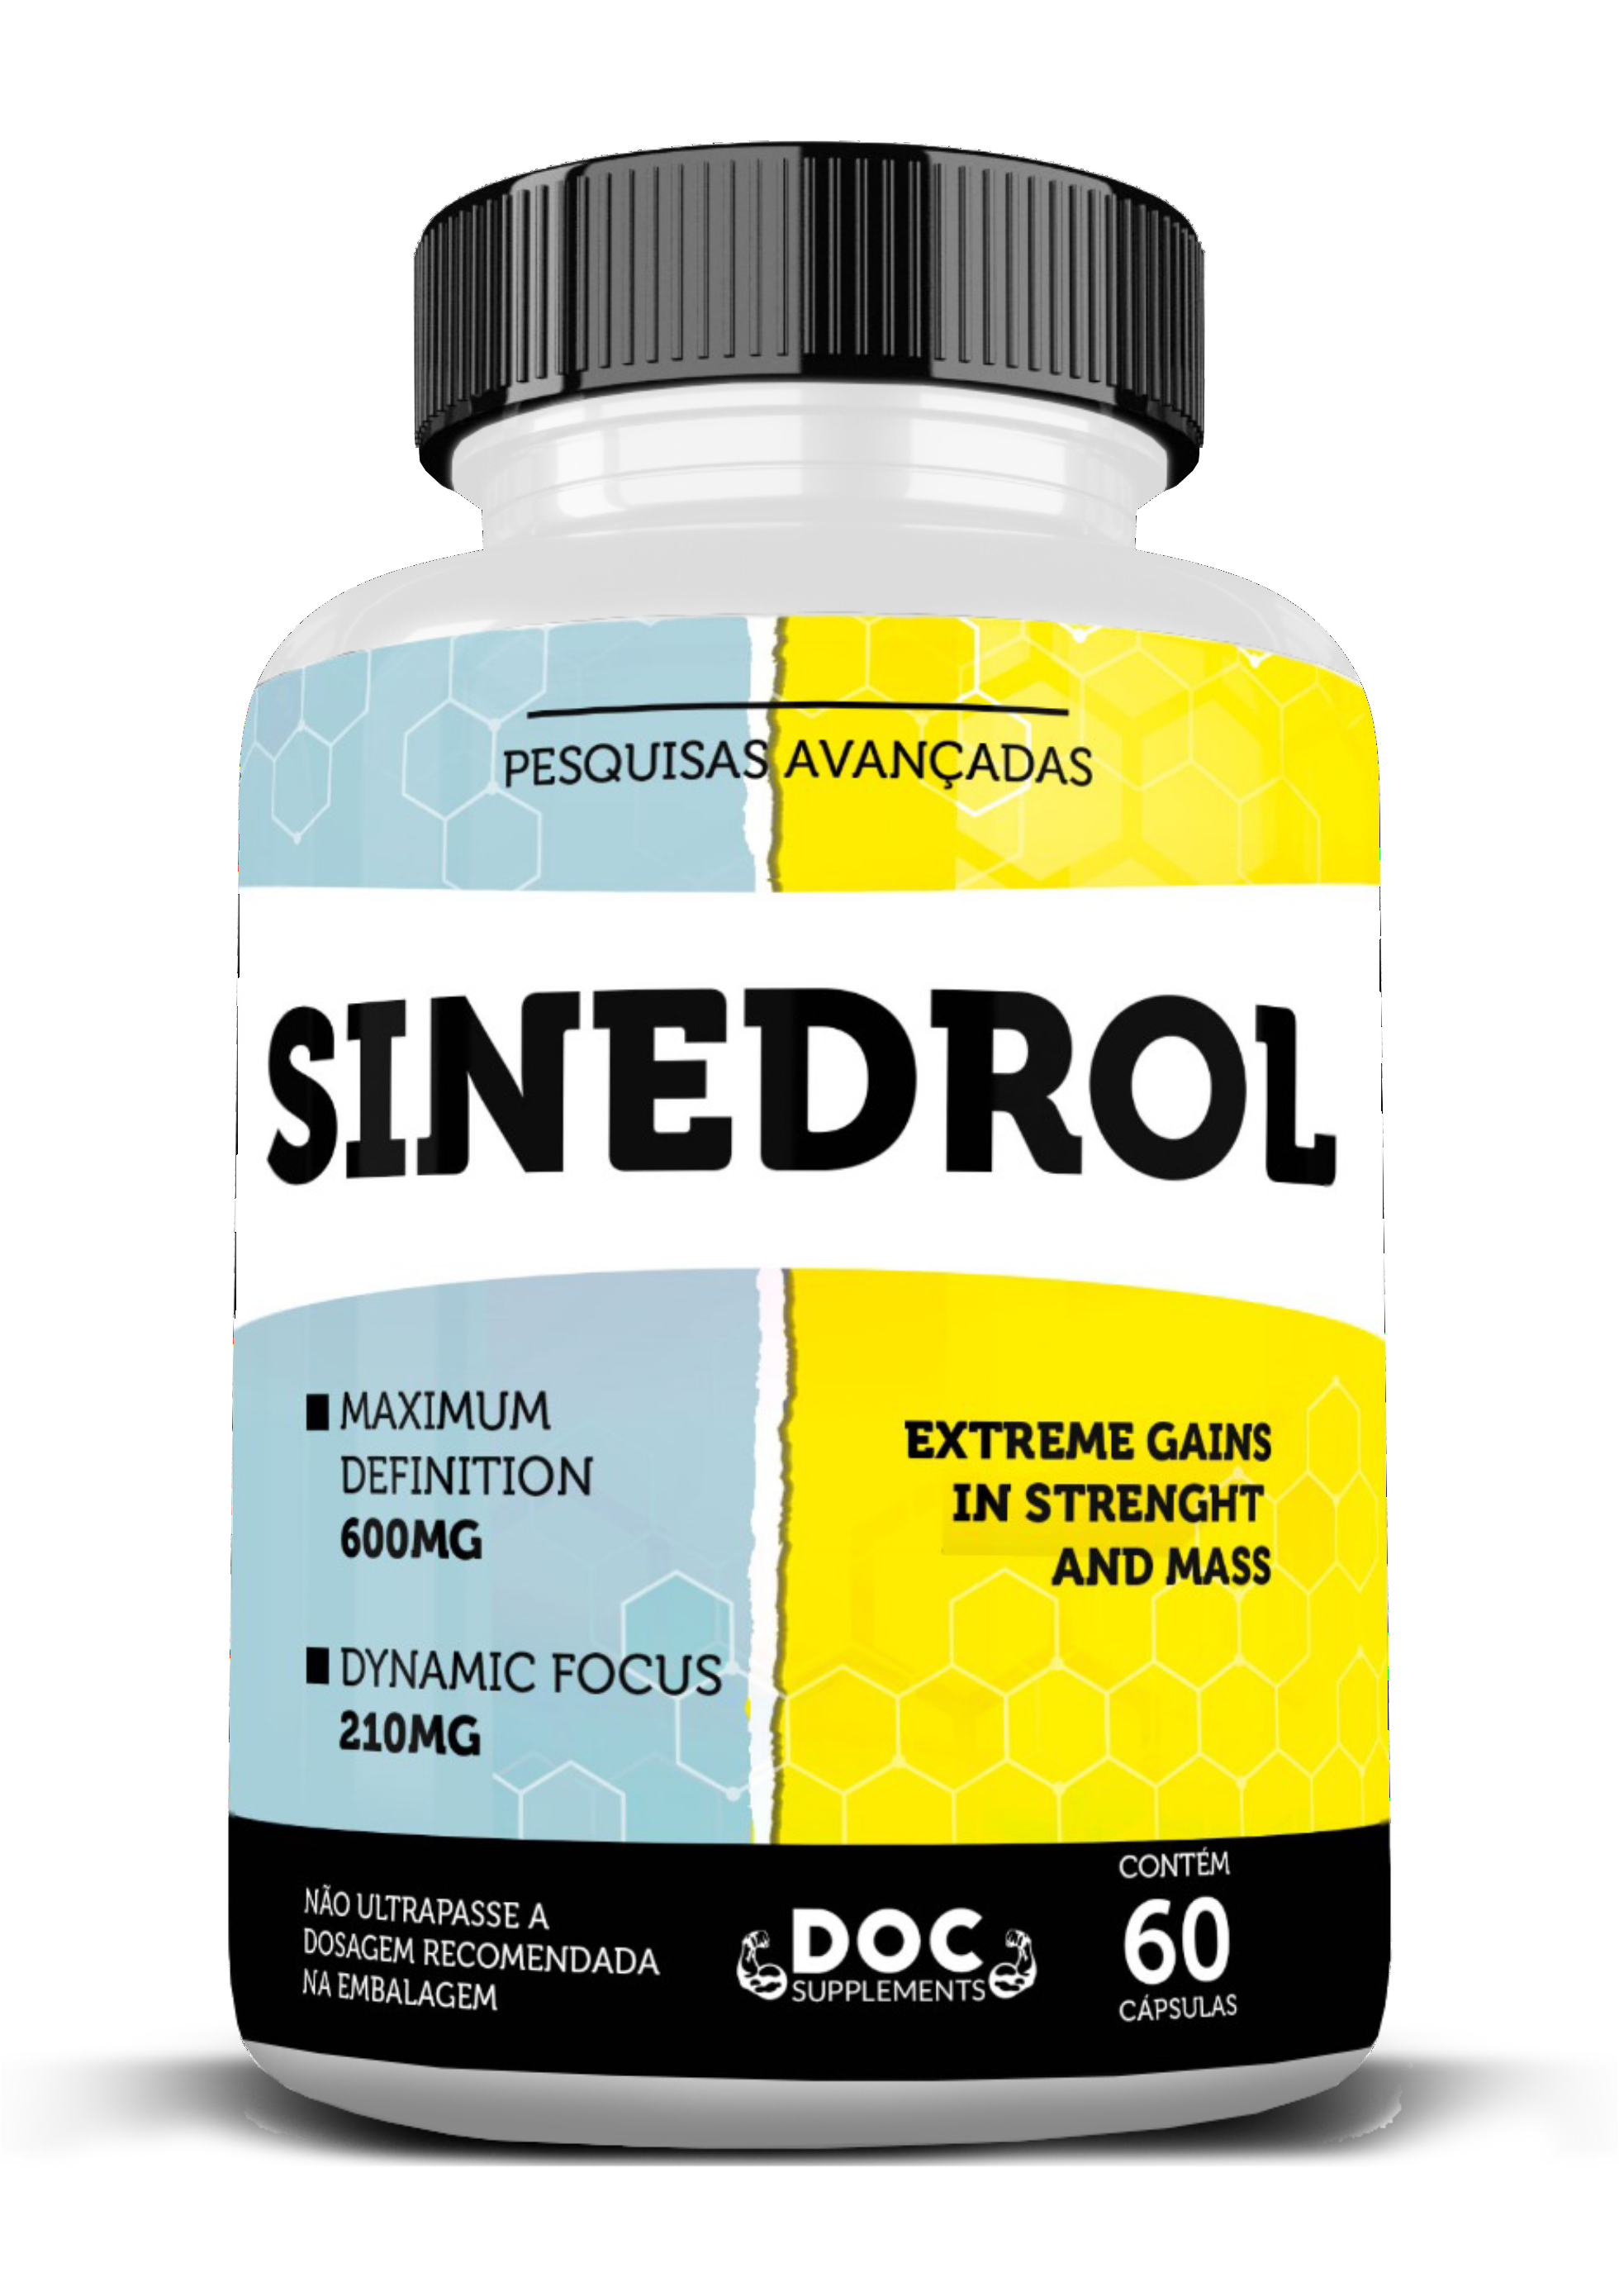 PESQUISAS AVANÇADAS
SINEDROL
MAXIMUM
DEFINITION
600MG
DYNAMIC FOCUS
210MG
EXTREME GAINS
IN STRENGHT
AND MASS
NÃO ULTRAPASSE A
DOSAGEM RECOMENDADA
NA EMBALAGEM
DOC
SUPPLEMENTS
CONTÉM
60
CÁPSULAS